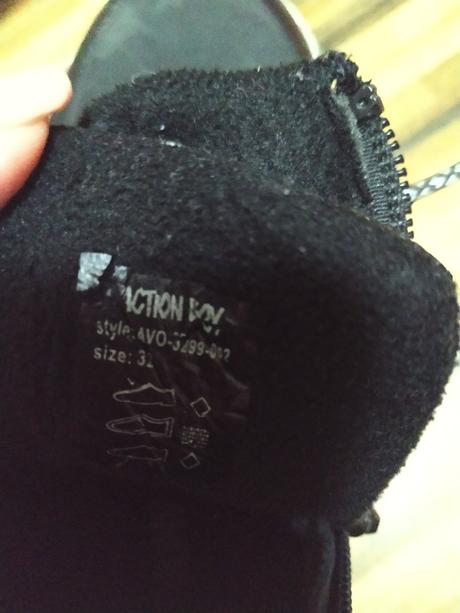 ACTION BOY
style: AVO-3299-002
size: 32